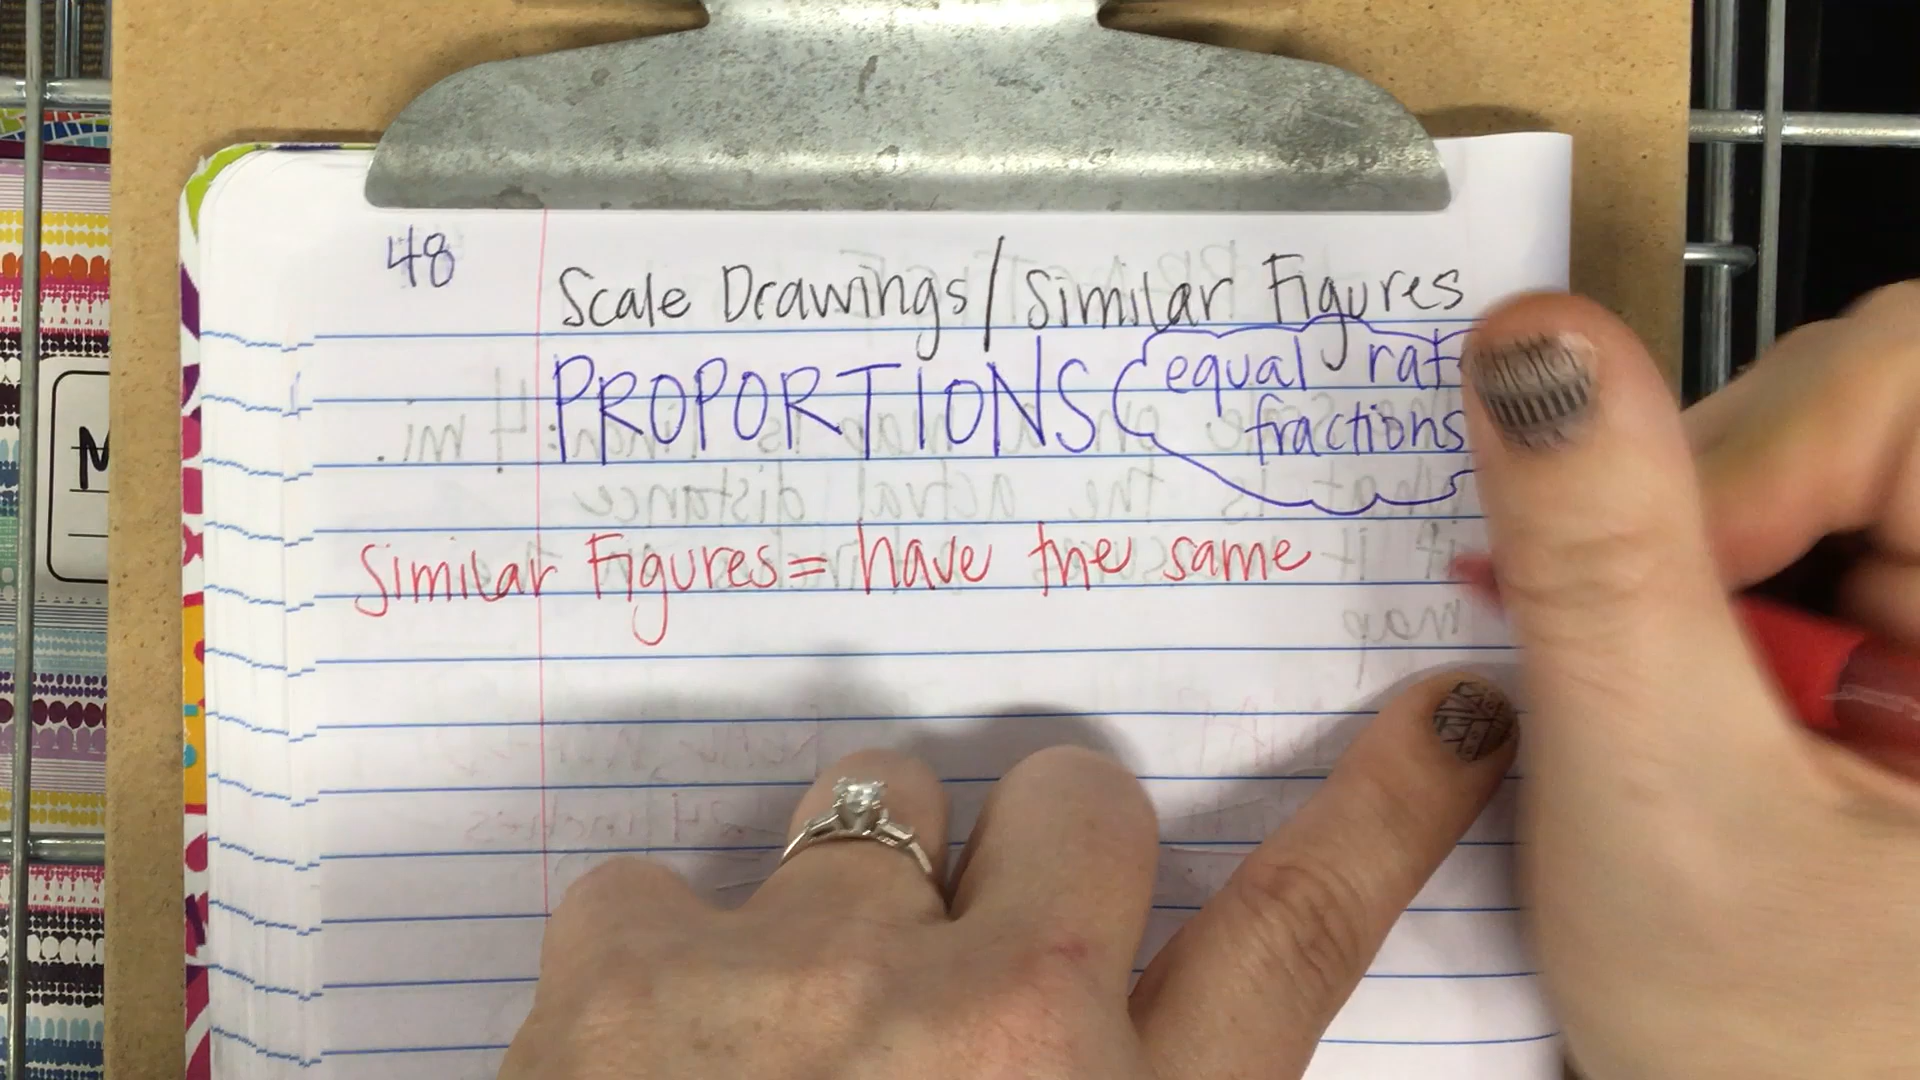 48
Scale Drawings/Similar Figures
PROPORTIONS equal
fractions
Similar Figures= have the same
M